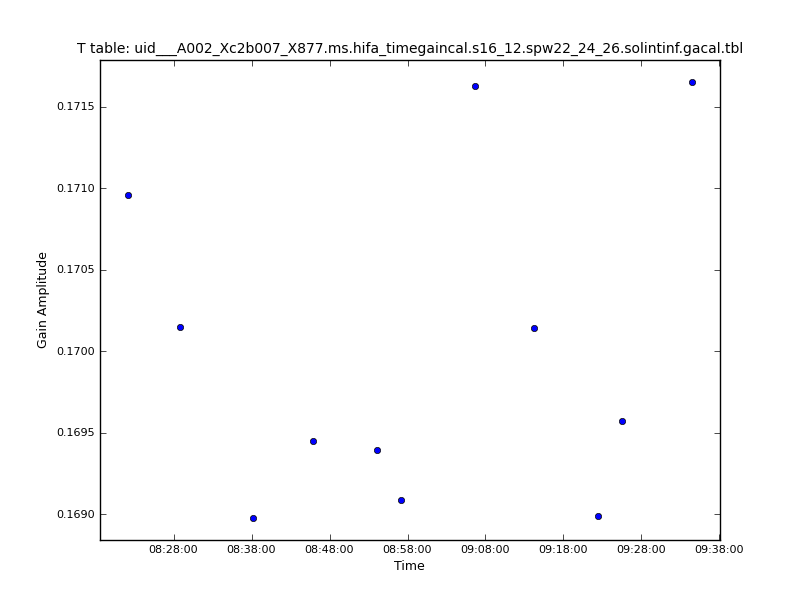 T table: uid___A002_Xc2b007_X877.ms.hifa_timegaincal.s16_12.spw22_24_26.solintinf.gacal.tbl
0.1715
0.1710
0.1705
0.1700
0.1695
0.1690
Gain Amplitude
08:28:00 08:38:00 08:48:00 08:58:00 09:08:00 09:18:00 09:28:00 09:38:00
Time